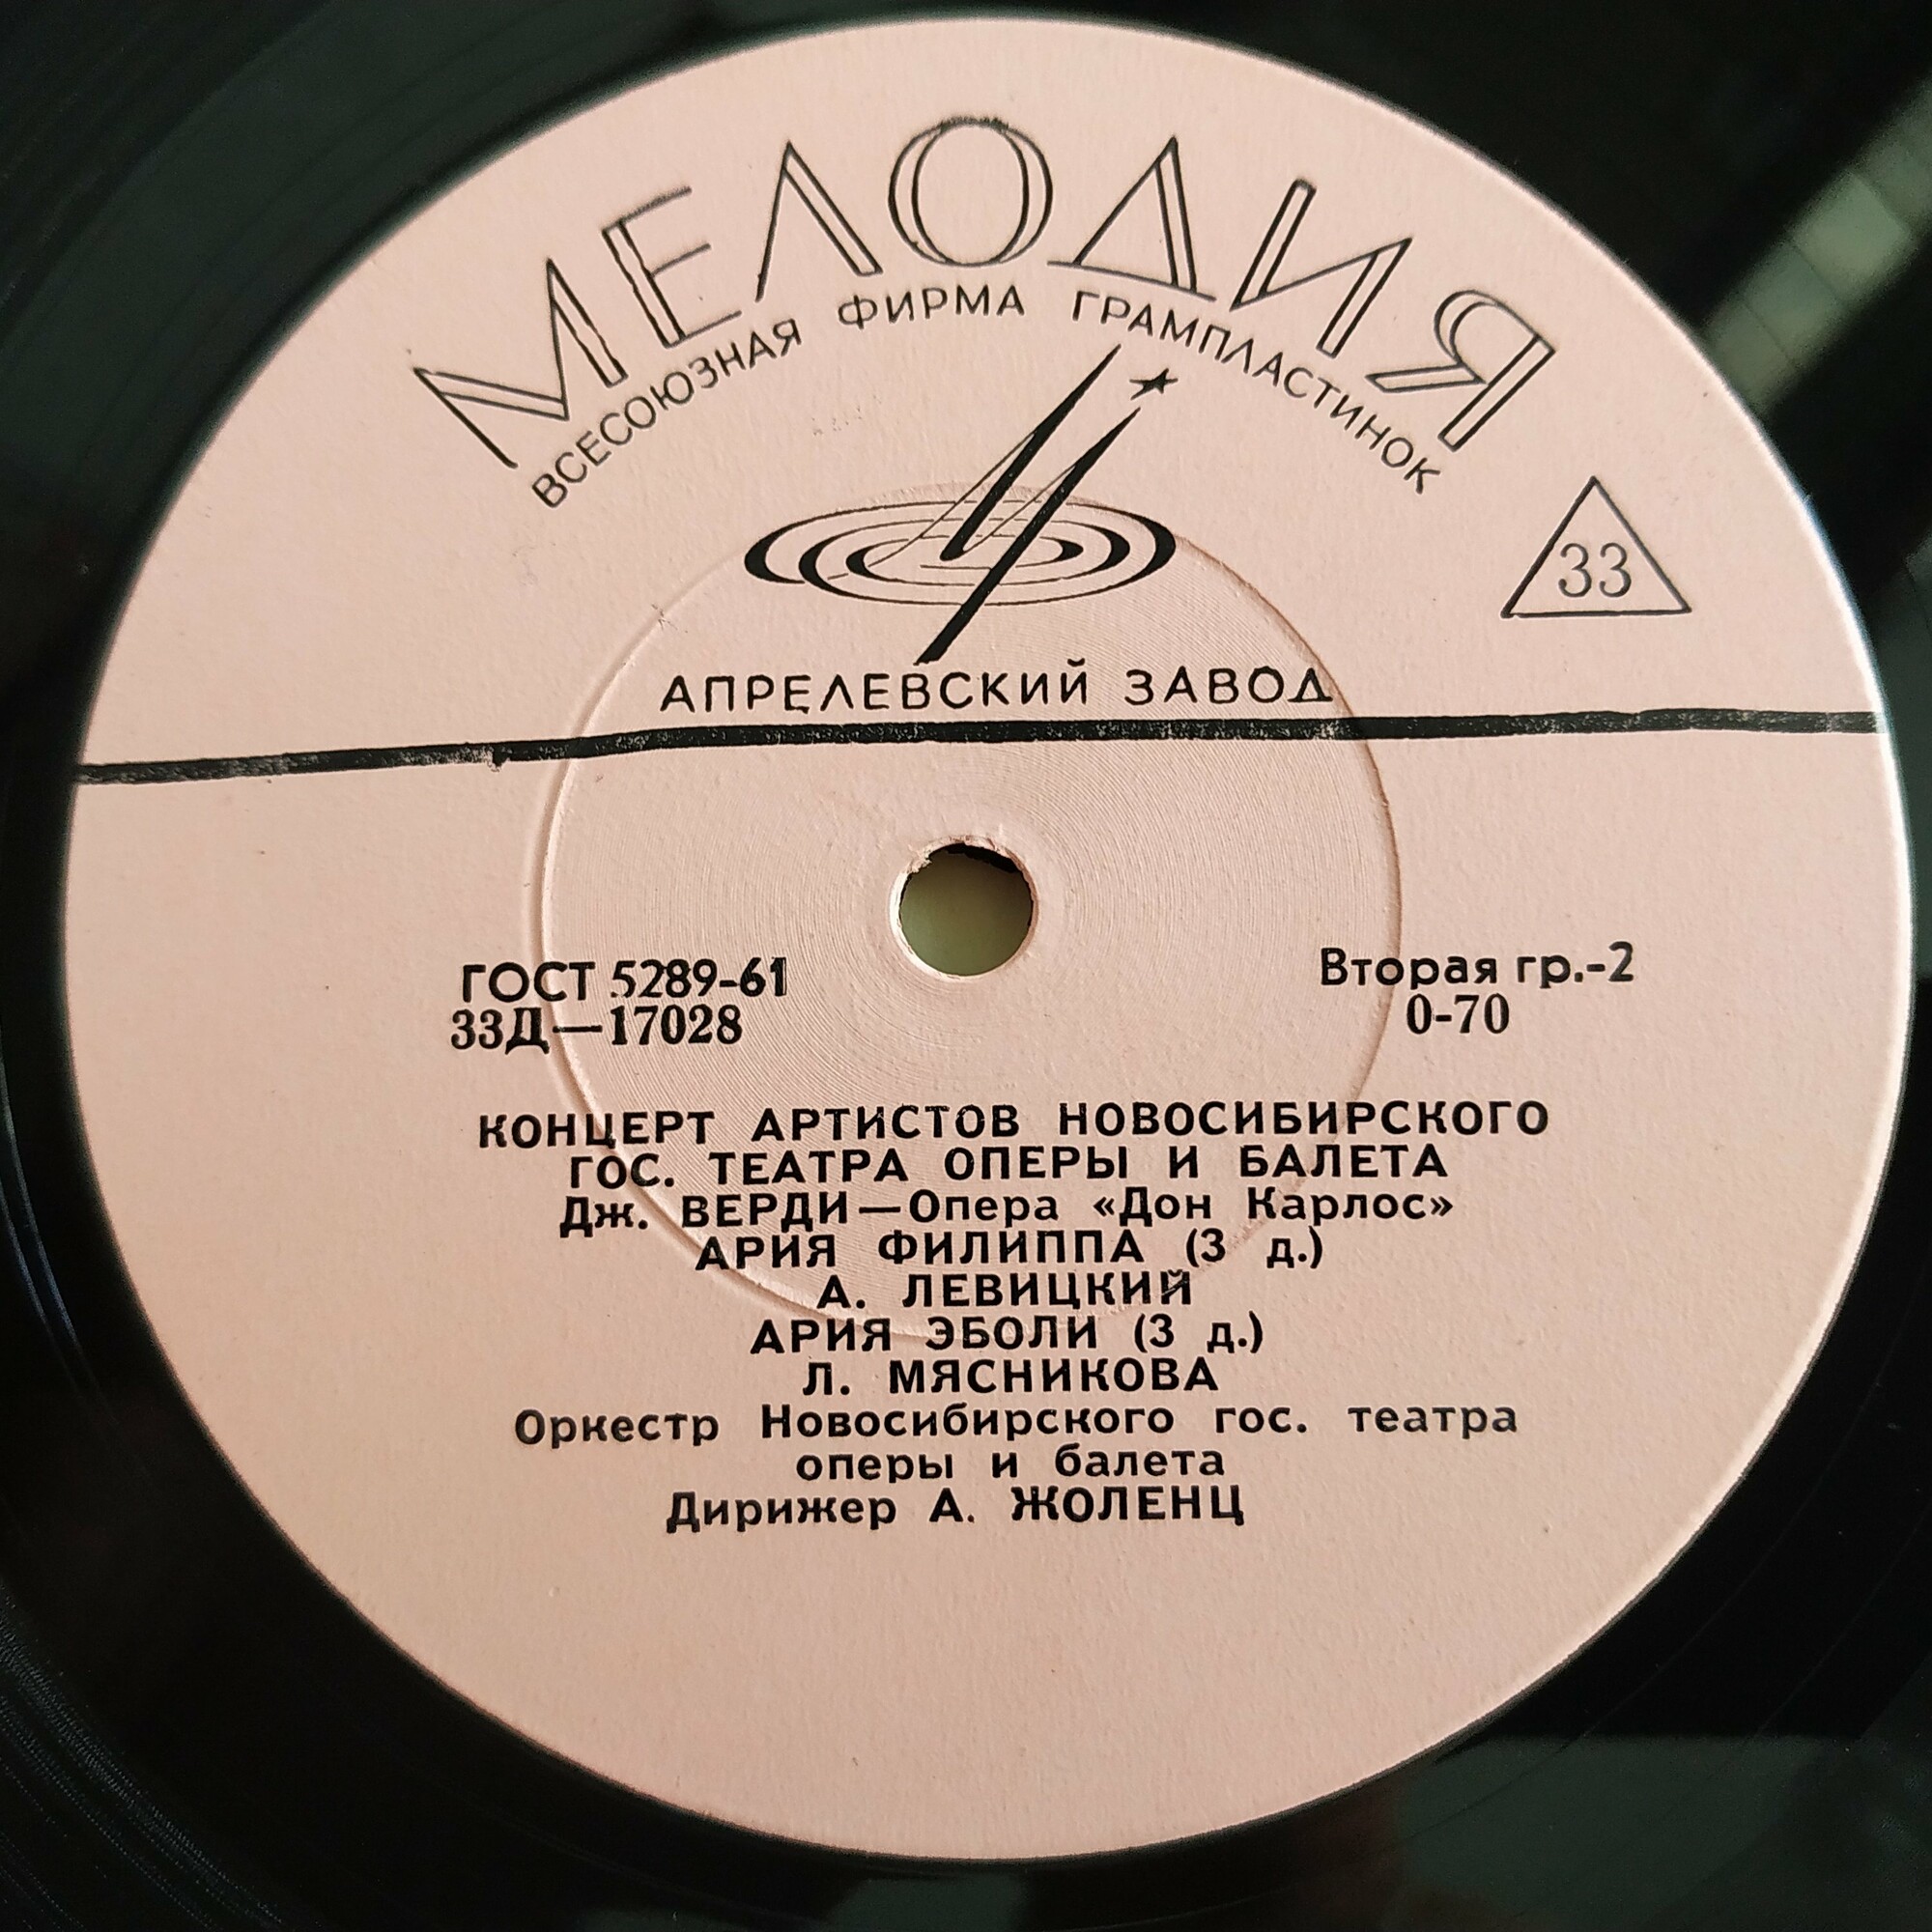 МЕЛОДИЯ
ВСЕСОЮЗНАЯ ФИРМА ГРАМПЛАСТИНОК
33
АПРЕЛЕВСКИЙ ЗАВОД
ГОСТ 5289-61
33Д—17028
Вторая гр.-2
0-70
КОНЦЕРТ АРТИСТОВ НОВОСИБИРСКОГО
ГОС. ТЕАТРА ОПЕРЫ И БАЛЕТА
Дж. ВЕРДИ—Опера «Дон Карлос»
АРИЯ ФИЛИППА (3 д.)
А. ЛЕВИЦКИЙ
АРИЯ ЭБОЛИ (3 д.)
Л. МЯСНИКОВА
Оркестр Новосибирского гос. театра
оперы и балета
Дирижер А. ЖОЛЕНЦ